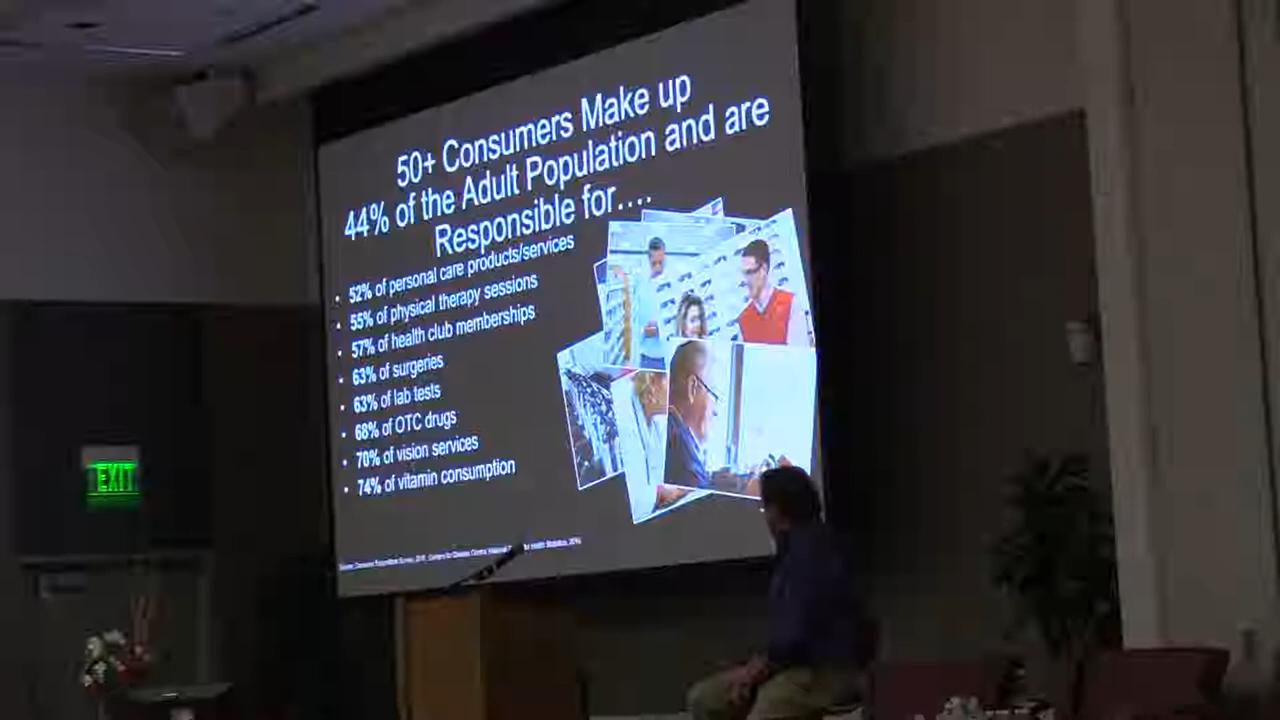 50+ Consumers Make up
44% of the Adult Population and are
Responsible for….
• 52% of personal care products/services
• 55% of physical therapy sessions
• 57% of health club memberships
• 63% of surgeries
• 63% of lab tests
• 68% of OTC drugs
• 70% of vision services
• 74% of vitamin consumption
Health Statistics,
EXIT